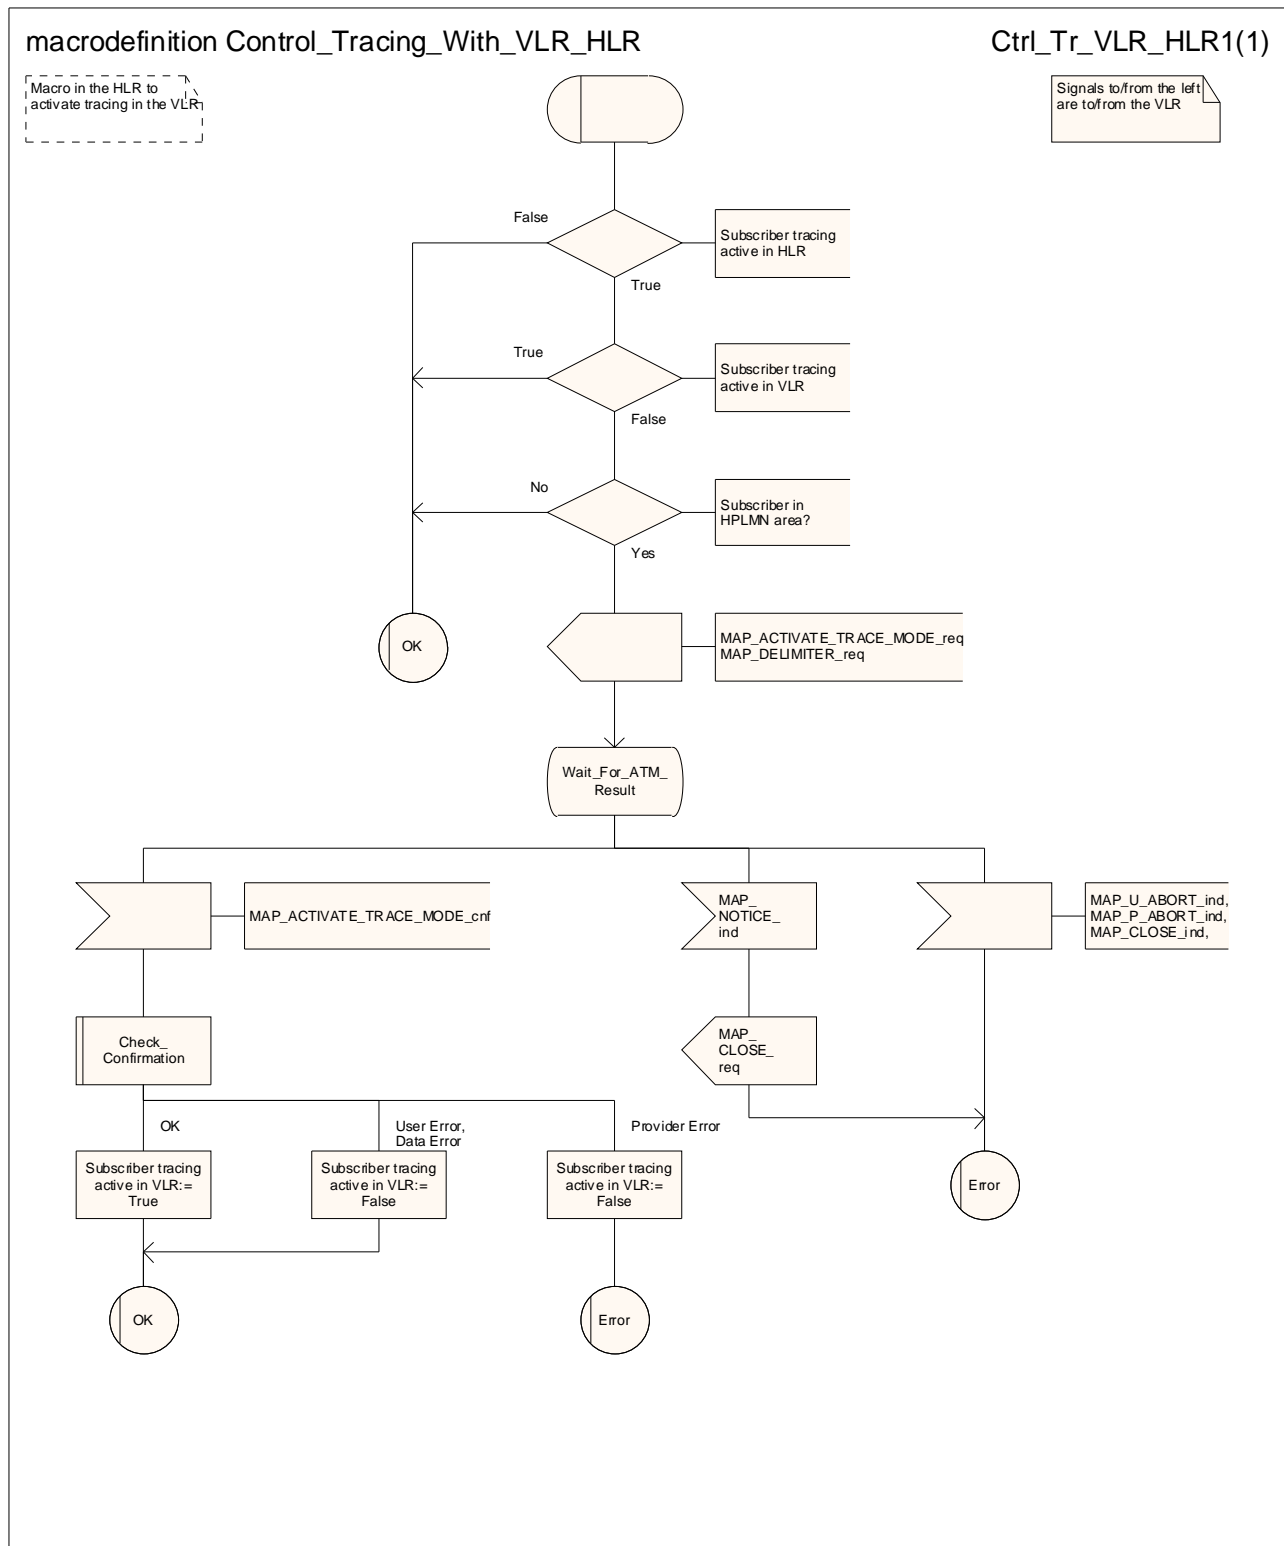 macrodefinition Control_Tracing_With_VLR_HLR
Ctrl_Tr_VLR_HLR1(1)
Macro in the HLR to
activate tracing in the VLR
Signals to/from the left
are to/from the VLR
False
Subscriber tracing
active in HLR
True
True
Subscriber tracing
active in VLR
False
No
Subscriber in
HPLMN area?
Yes
OK
MAP_ACTIVATE_TRACE_MODE_req
MAP_DELIMITER_req
Wait_For_ATM_
Result
MAP_ACTIVATE_TRACE_MODE_cnf
MAP_
NOTICE_
ind
MAP_U_ABORT_ind,
MAP_P_ABORT_ind,
MAP_CLOSE_ind,
Check_
Confirmation
MAP_
CLOSE_
req
OK
User Error,
Data Error
Provider Error
Subscriber tracing
active in VLR:=
True
Subscriber tracing
active in VLR:=
False
Subscriber tracing
active in VLR:=
False
Error
OK
Error